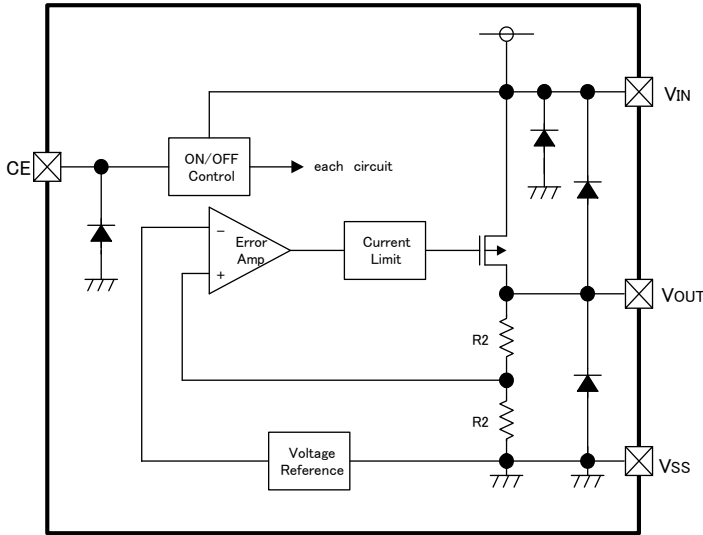 VIN
CE
ON/OFF
Control
each circuit
−
Error
Amp
+
Current
Limit
VOUT
R2
R2
Voltage
Reference
VSS